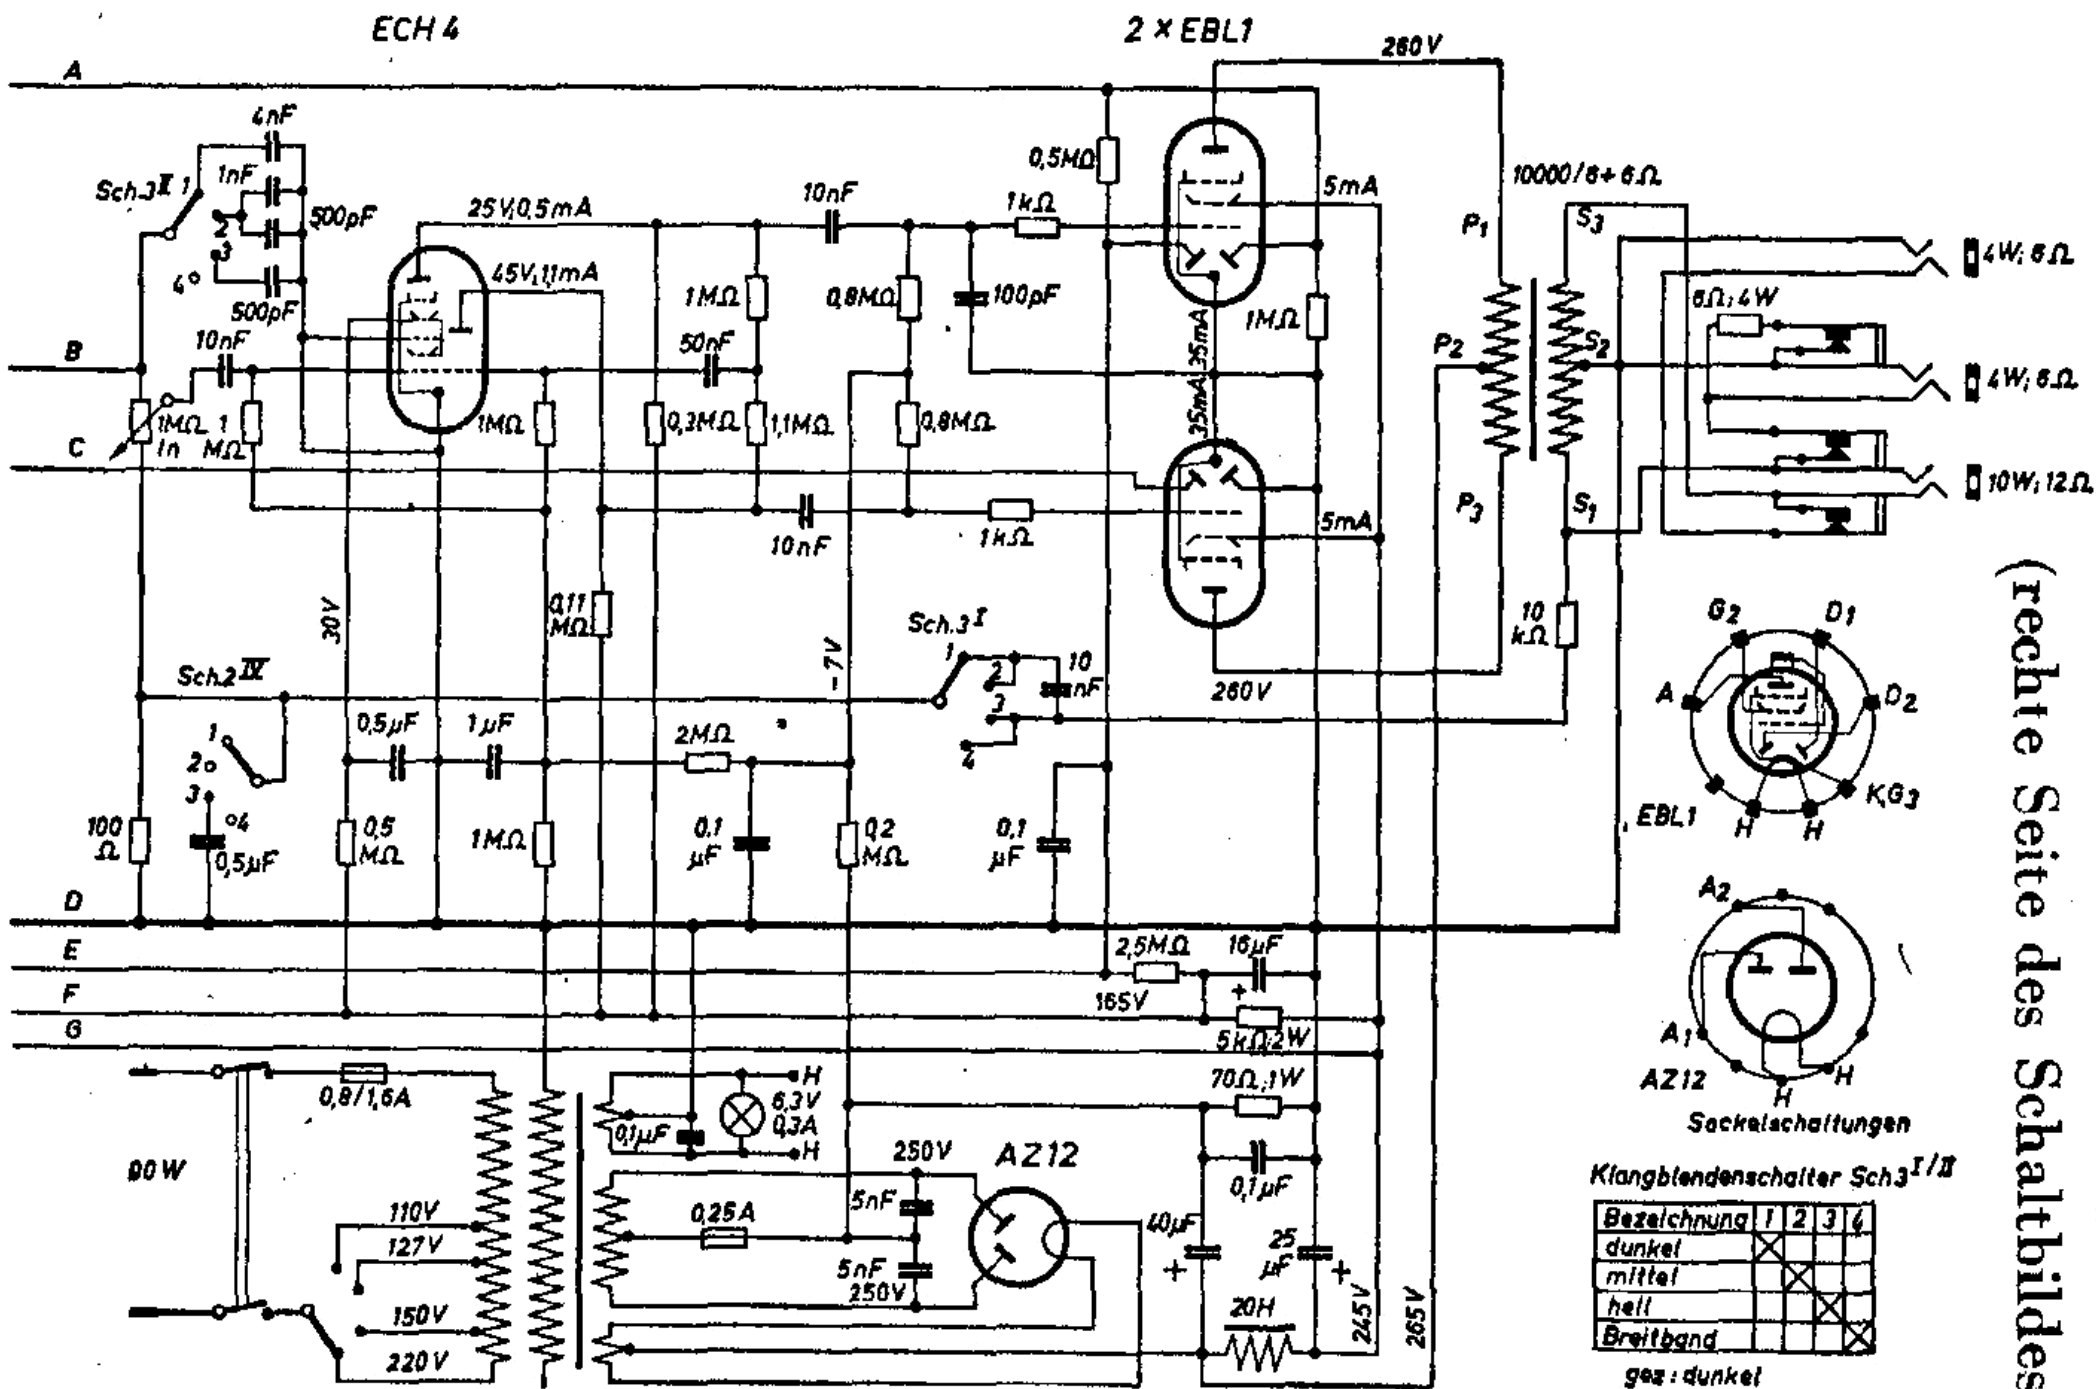 ECH 4
2 × EBL1
260V
A
4nF
Sch.3 II 1
1nF
2
3
4
500pF
500pF
25V;0,5mA
45V;1,1mA
10nF
1kΩ
0,5MΩ
5mA
10000/6+6Ω
P1
S3
4W; 6Ω
1MΩ
0,8MΩ
100pF
1MΩ
6Ω; 4W
B
10nF
50nF
35mA
35mA
P2
S2
4W; 6Ω
1MΩ
ln
1
MΩ
1MΩ
0,3MΩ
1,1MΩ
0,8MΩ
C
10nF
1kΩ
5mA
P3
S1
10W; 12Ω
30V
0,11
MΩ
-7V
Sch.3 I
1
2
3
4
10
nF
260V
10
kΩ
Sch.2 IV
1
2
3
4
0,5µF
1µF
2MΩ
100
Ω
0,5µF
0,5
MΩ
1MΩ
0,1
µF
0,2
MΩ
0,1
µF
G2
D1
A
D2
K,G3
EBL1
H
H
D
E
2,5MΩ
16µF
+
F
165V
G
5kΩ;2W
A2
A1
AZ12
H
H
Sockelschaltungen
0,8/1,6A
H
6,3V
0,3A
0,1µF
H
70Ω;1W
90W
250V
AZ12
0,1µF
5nF
0,25A
5nF
250V
40µF
+
25
µF
+
20H
245V
265V
110V
127V
150V
220V
Klangblendenschalter Sch3 I/II
Bezeichnung 1 2 3 4
dunkel
mittel
hell
Breitband
gez: dunkel
(rechte Seite des Schaltbildes